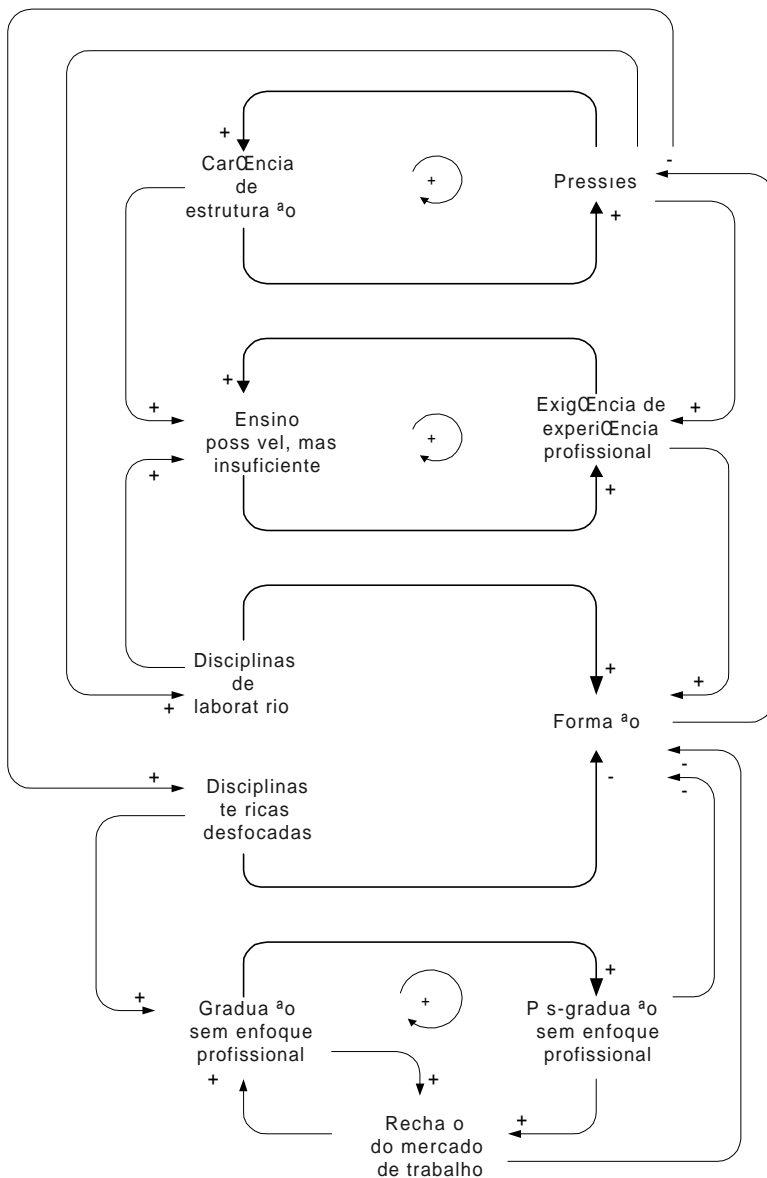 CarŒncia
de
estrutura ªo
Pressıes
Ensino
poss vel, mas
insuficiente
ExigŒncia de
experiŒncia
profissional
Disciplinas
de
laborat rio
Forma ªo
Disciplinas
te ricas
desfocadas
Gradua ªo
sem enfoque
profissional
P s-gradua ªo
sem enfoque
profissional
Recha o
do mercado
de trabalho